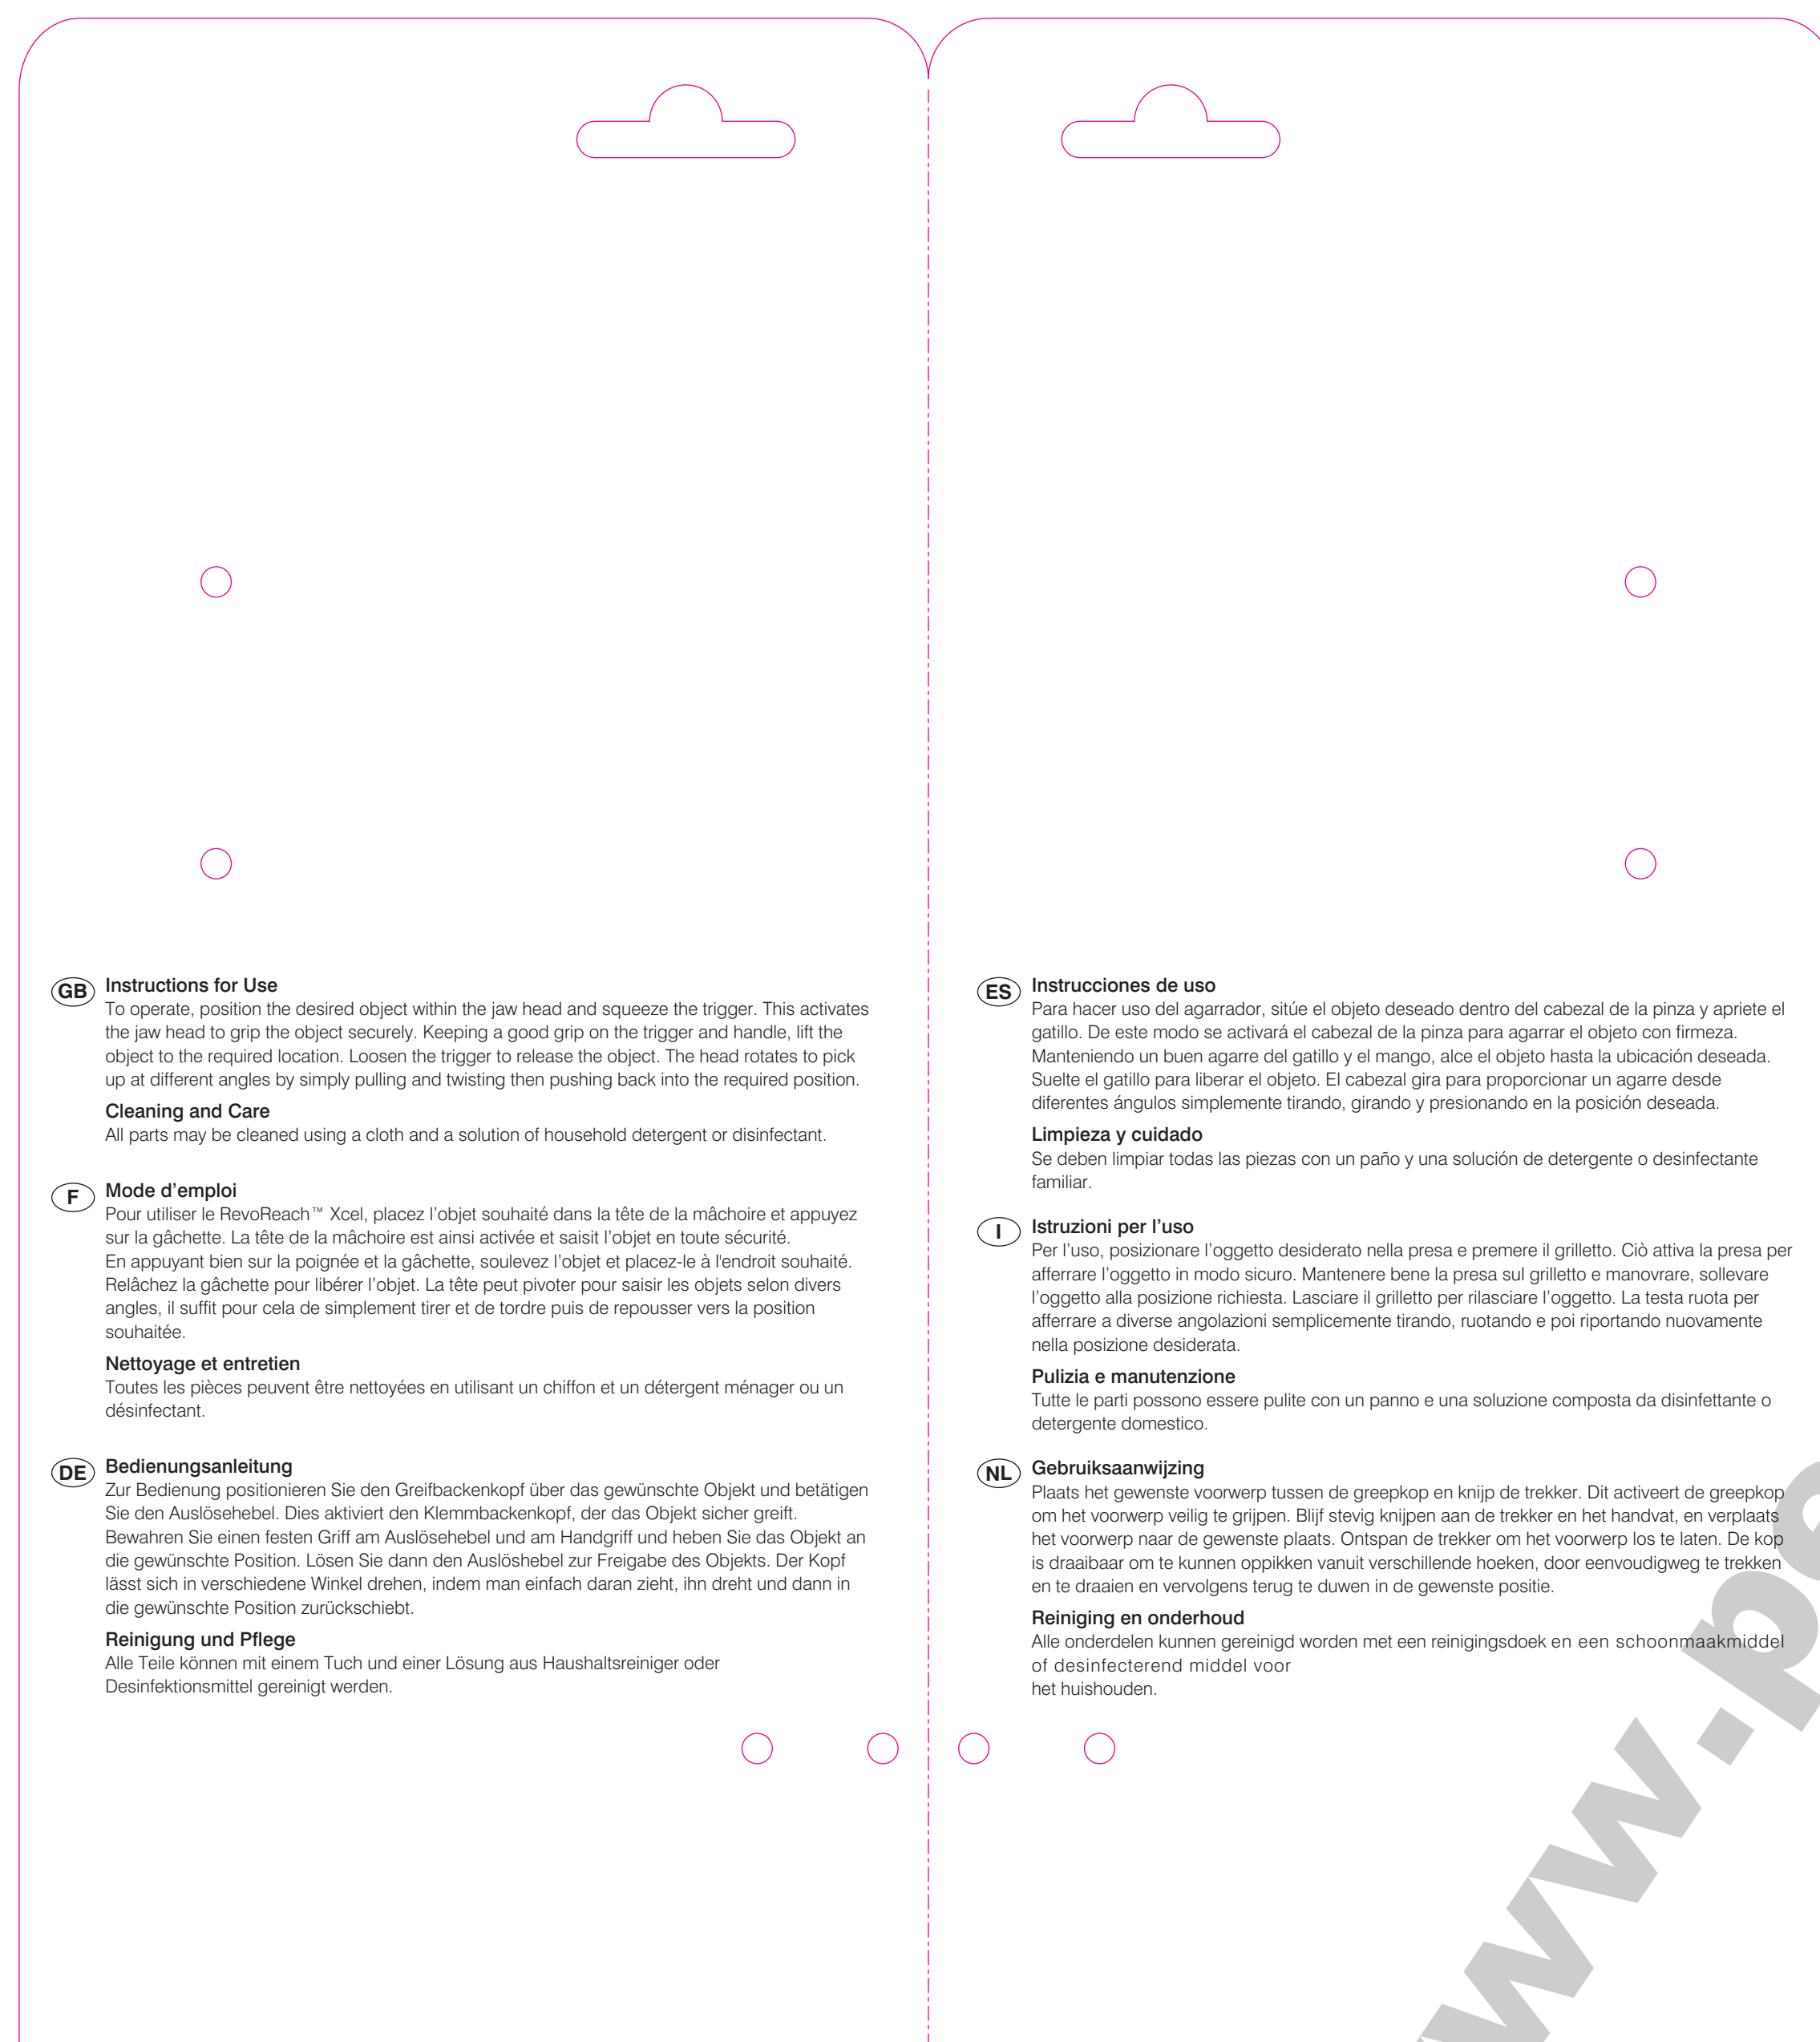 GB
Instructions for Use
To operate, position the desired object within the jaw head and squeeze the trigger. This activates
the jaw head to grip the object securely. Keeping a good grip on the trigger and handle, lift the
object to the required location. Loosen the trigger to release the object. The head rotates to pick
up at different angles by simply pulling and twisting then pushing back into the required position.
Cleaning and Care
All parts may be cleaned using a cloth and a solution of household detergent or disinfectant.
F
Mode d’emploi
Pour utiliser le RevoReach™ Xcel, placez l’objet souhaité dans la tête de la mâchoire et appuyez
sur la gâchette. La tête de la mâchoire est ainsi activée et saisit l’objet en toute sécurité.
En appuyant bien sur la poignée et la gâchette, soulevez l’objet et placez-le à l'endroit souhaité.
Relâchez la gâchette pour libérer l’objet. La tête peut pivoter pour saisir les objets selon divers
angles, il suffit pour cela de simplement tirer et de tordre puis de repousser vers la position
souhaitée.
Nettoyage et entretien
Toutes les pièces peuvent être nettoyées en utilisant un chiffon et un détergent ménager ou un
désinfectant.
DE
Bedienungsanleitung
Zur Bedienung positionieren Sie den Greifbackenkopf über das gewünschte Objekt und betätigen
Sie den Auslösehebel. Dies aktiviert den Klemmbackenkopf, der das Objekt sicher greift.
Bewahren Sie einen festen Griff am Auslösehebel und am Handgriff und heben Sie das Objekt an
die gewünschte Position. Lösen Sie dann den Auslöshebel zur Freigabe des Objekts. Der Kopf
lässt sich in verschiedene Winkel drehen, indem man einfach daran zieht, ihn dreht und dann in
die gewünschte Position zurückschiebt.
Reinigung und Pflege
Alle Teile können mit einem Tuch und einer Lösung aus Haushaltsreiniger oder
Desinfektionsmittel gereinigt werden.
ES
Instrucciones de uso
Para hacer uso del agarrador, sitúe el objeto deseado dentro del cabezal de la pinza y apriete el
gatillo. De este modo se activará el cabezal de la pinza para agarrar el objeto con firmeza.
Manteniendo un buen agarre del gatillo y el mango, alce el objeto hasta la ubicación deseada.
Suelte el gatillo para liberar el objeto. El cabezal gira para proporcionar un agarre desde
diferentes ángulos simplemente tirando, girando y presionando en la posición deseada.
Limpieza y cuidado
Se deben limpiar todas las piezas con un paño y una solución de detergente o desinfectante
familiar.
I
Istruzioni per l’uso
Per l’uso, posizionare l’oggetto desiderato nella presa e premere il grilletto. Ciò attiva la presa per
afferrare l’oggetto in modo sicuro. Mantenere bene la presa sul grilletto e manovrare, sollevare
l’oggetto alla posizione richiesta. Lasciare il grilletto per rilasciare l’oggetto. La testa ruota per
afferrare a diverse angolazioni semplicemente tirando, ruotando e poi riportando nuovamente
nella posizione desiderata.
Pulizia e manutenzione
Tutte le parti possono essere pulite con un panno e una soluzione composta da disinfettante o
detergente domestico.
NL
Gebruiksaanwijzing
Plaats het gewenste voorwerp tussen de greepkop en knijp de trekker. Dit activeert de greepkop
om het voorwerp veilig te grijpen. Blijf stevig knijpen aan de trekker en het handvat, en verplaats
het voorwerp naar de gewenste plaats. Ontspan de trekker om het voorwerp los te laten. De kop
is draaibaar om te kunnen oppikken vanuit verschillende hoeken, door eenvoudigweg te trekken
en te draaien en vervolgens terug te duwen in de gewenste positie.
Reiniging en onderhoud
Alle onderdelen kunnen gereinigd worden met een reinigingsdoek en een schoonmaakmiddel
of desinfecterend middel voor
het huishouden.